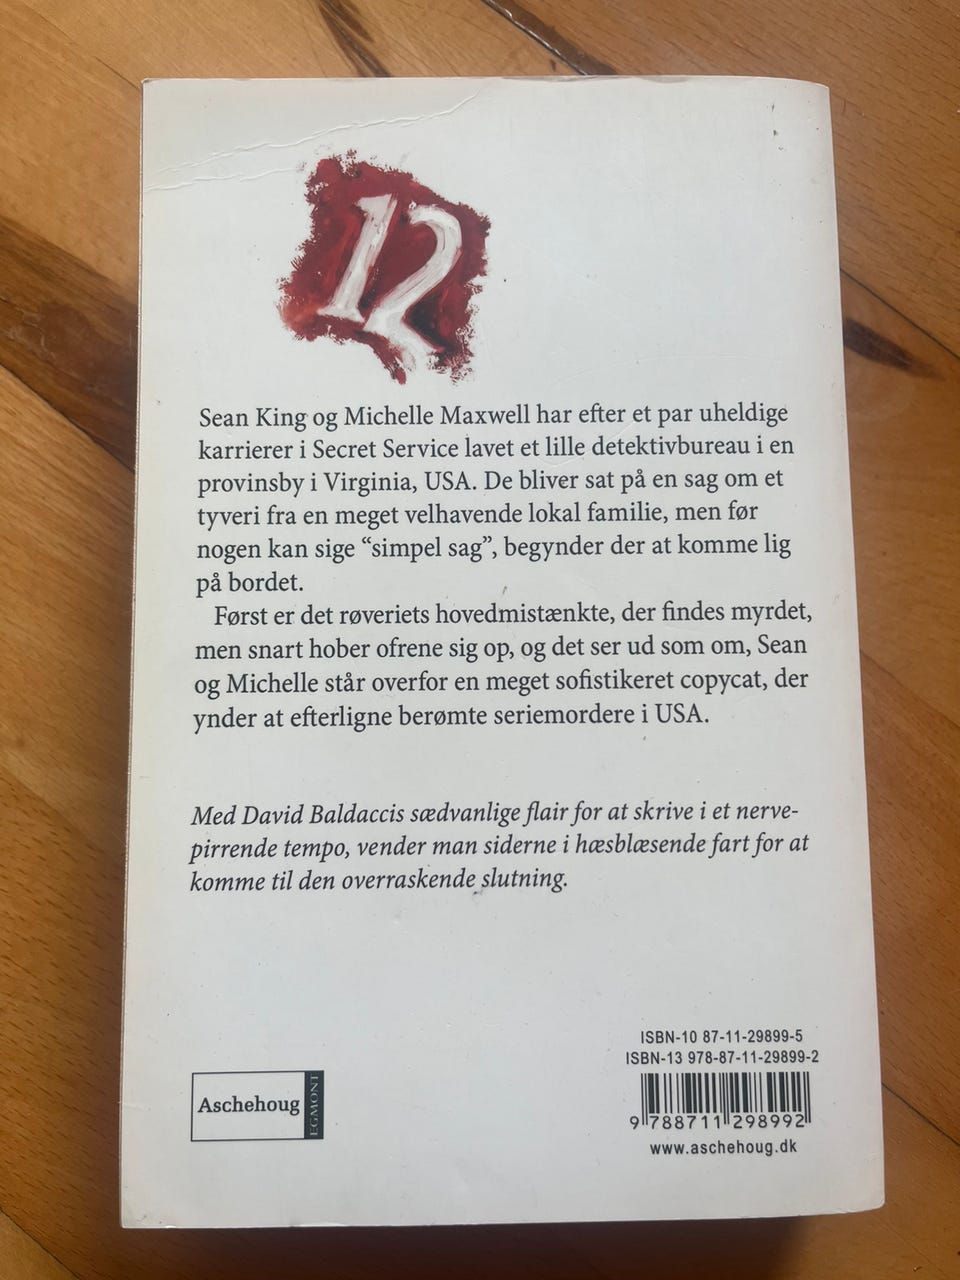 12
Sean King og Michelle Maxwell har efter et par uheldige
karrierer i Secret Service lavet et lille detektivbureau i en
provinsby i Virginia, USA. De bliver sat på en sag om et
tyveri fra en meget velhavende lokal familie, men før
nogen kan sige “simpel sag”, begynder der at komme lig
på bordet.
Først er det røveriets hovedmistænkte, der findes myrdet,
men snart hober ofrene sig op, og det ser ud som om, Sean
og Michelle står overfor en meget sofistikeret copycat, der
ynder at efterligne berømte seriemordere i USA.
Med David Baldaccis sædvanlige flair for at skrive i et nerve-
pirrende tempo, vender man siderne i hæsblæsende fart for at
komme til den overraskende slutning.
ISBN-10 87-11-29899-5
ISBN-13 978-87-11-29899-2
9 788711 298992
www.aschehoug.dk
Aschehoug
EGMONT